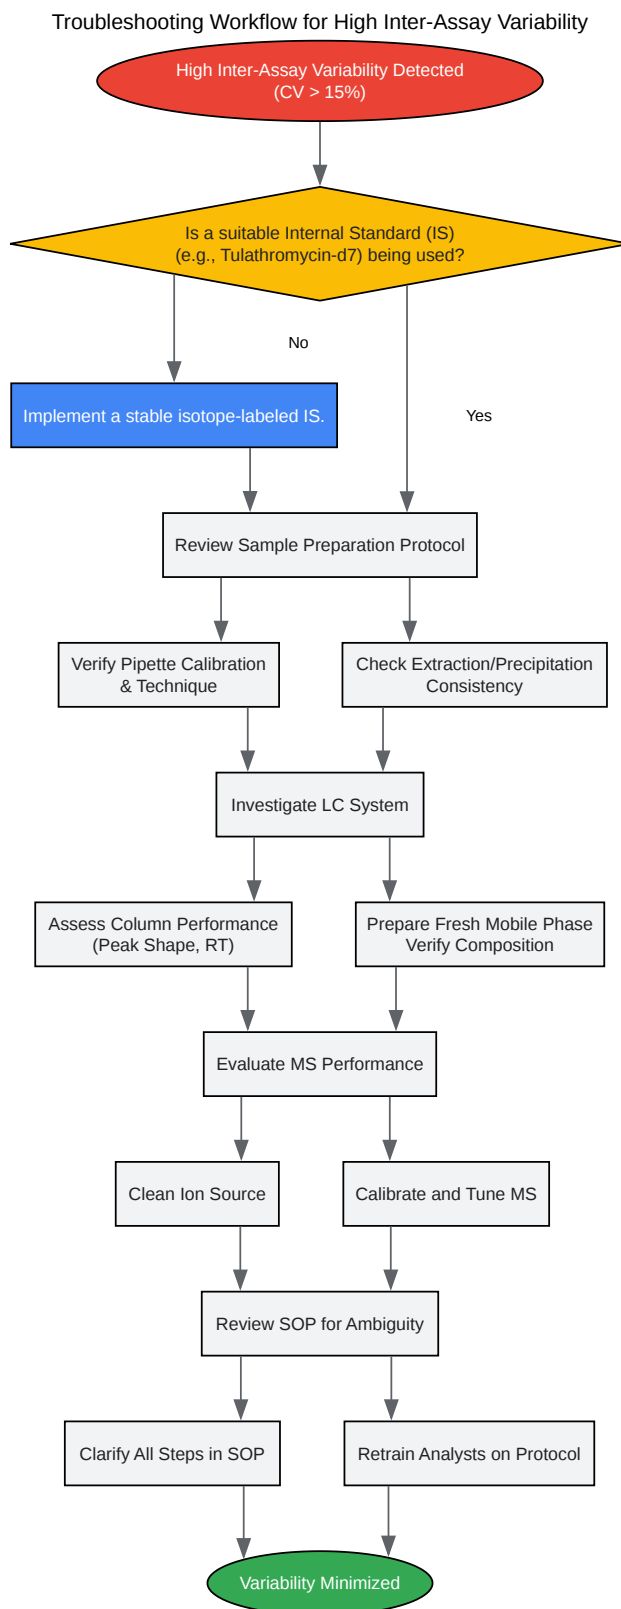 Troubleshooting Workflow for High Inter-Assay Variability
High Inter-Assay Variability Detected
(CV > 15%)
Is a suitable Internal Standard (IS)
(e.g., Tulathromycin-d7) being used?
No
Implement a stable isotope-labeled IS.
Yes
Review Sample Preparation Protocol
Verify Pipette Calibration
& Technique
Check Extraction/Precipitation
Consistency
Investigate LC System
Assess Column Performance
(Peak Shape, RT)
Prepare Fresh Mobile Phase
Verify Composition
Evaluate MS Performance
Clean Ion Source
Calibrate and Tune MS
Review SOP for Ambiguity
Clarify All Steps in SOP
Retrain Analysts on Protocol
Variability Minimized